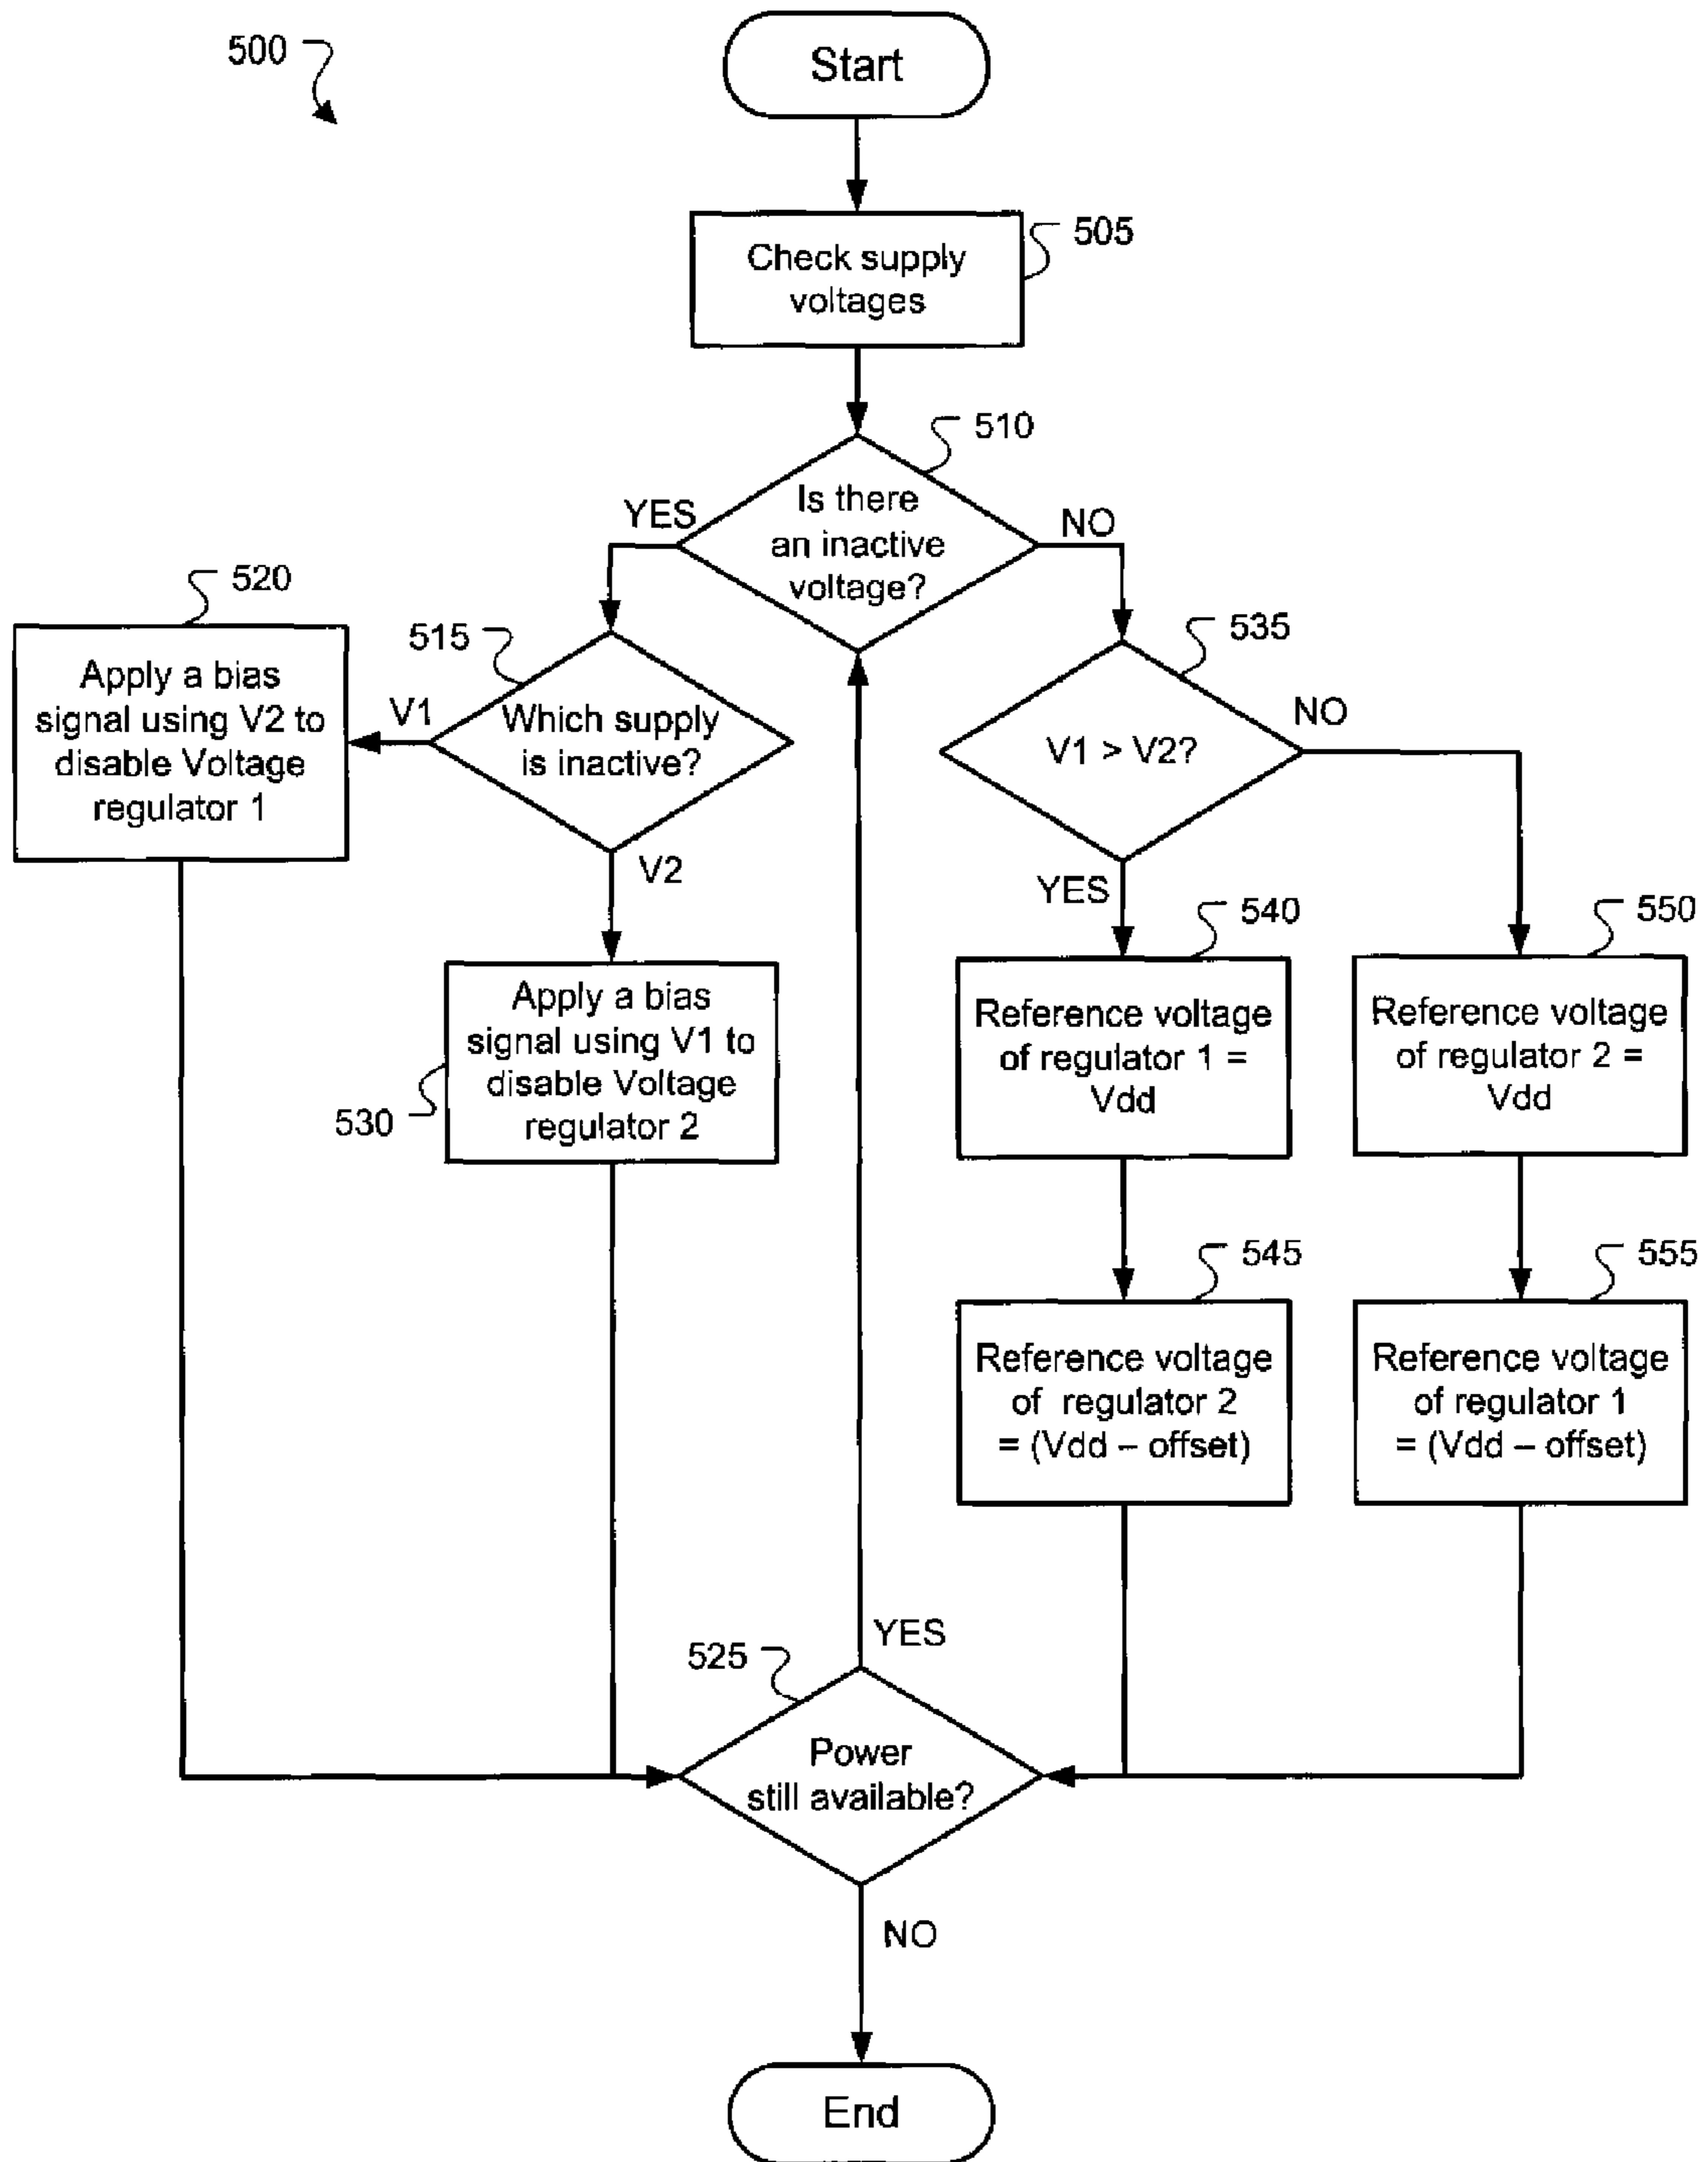 500
Start
Check supply
voltages
505
Is there
an inactive
voltage?
510
YES
NO
515
Which supply
is inactive?
V1
V2
520
Apply a bias
signal using V2 to
disable Voltage
regulator 1
530
Apply a bias
signal using V1 to
disable Voltage
regulator 2
535
V1 > V2?
NO
YES
540
Reference voltage
of regulator 1 =
Vdd
550
Reference voltage
of regulator 2 =
Vdd
545
Reference voltage
of regulator 2
= (Vdd – offset)
555
Reference voltage
of regulator 1
= (Vdd – offset)
525
Power
still available?
YES
NO
End